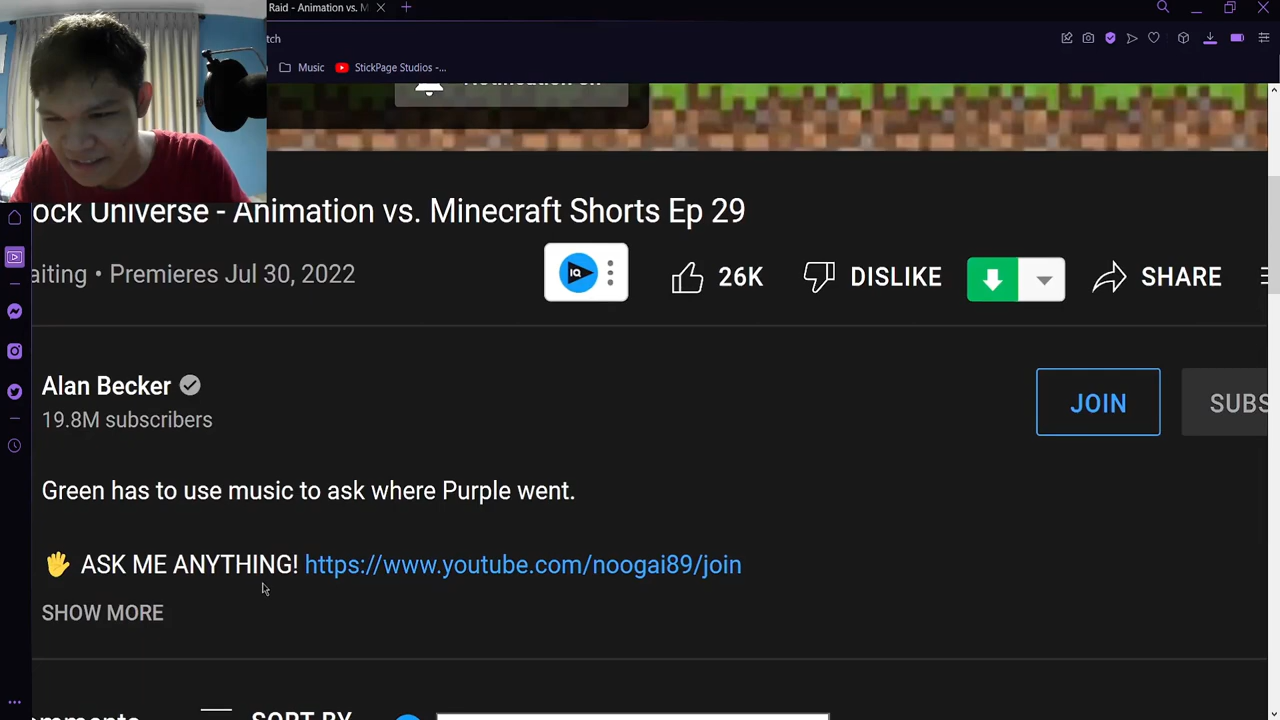 Raid - Animation vs. M
tch
Music
StickPage Studios -...
ock Universe - Animation vs. Minecraft Shorts Ep 29
aiting • Premieres Jul 30, 2022
IQ
26K
DISLIKE
SHARE
Alan Becker
19.8M subscribers
JOIN
SUBS
Green has to use music to ask where Purple went.
🖐 ASK ME ANYTHING! https://www.youtube.com/noogai89/join
SHOW MORE
SORT BY